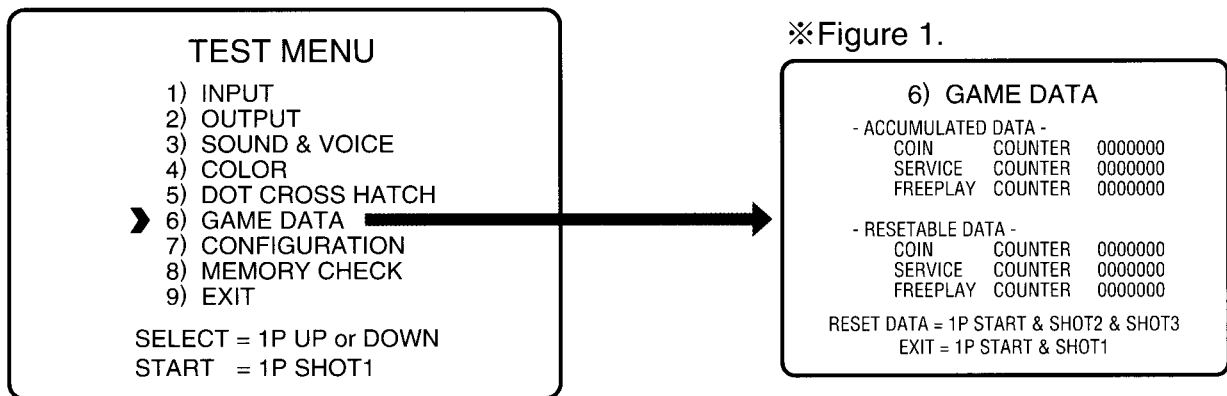 TEST MENU
1) INPUT
2) OUTPUT
3) SOUND & VOICE
4) COLOR
5) DOT CROSS HATCH
6) GAME DATA
7) CONFIGURATION
8) MEMORY CHECK
9) EXIT
SELECT = 1P UP or DOWN
START = 1P SHOT1
※Figure 1.
6) GAME DATA
- ACCUMULATED DATA -
COIN COUNTER 0000000
SERVICE COUNTER 0000000
FREEPLAY COUNTER 0000000
- RESETABLE DATA -
COIN COUNTER 0000000
SERVICE COUNTER 0000000
FREEPLAY COUNTER 0000000
RESET DATA = 1P START & SHOT2 & SHOT3
EXIT = 1P START & SHOT1